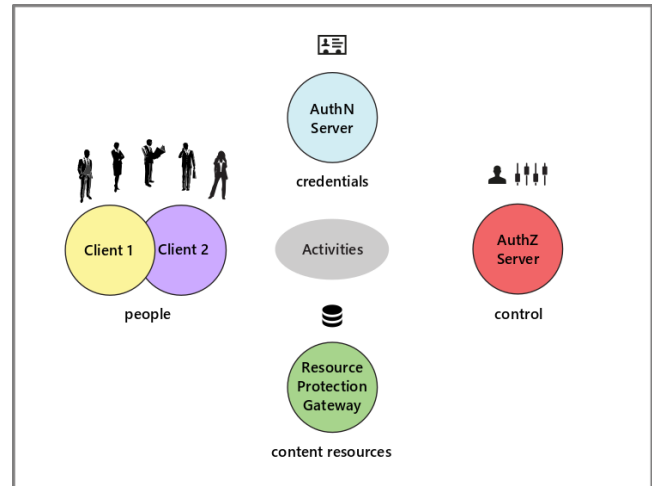 AuthN
Server
credentials
Client 1
Client 2
people
Activities
AuthZ
Server
control
Resource
Protection
Gateway
content resources